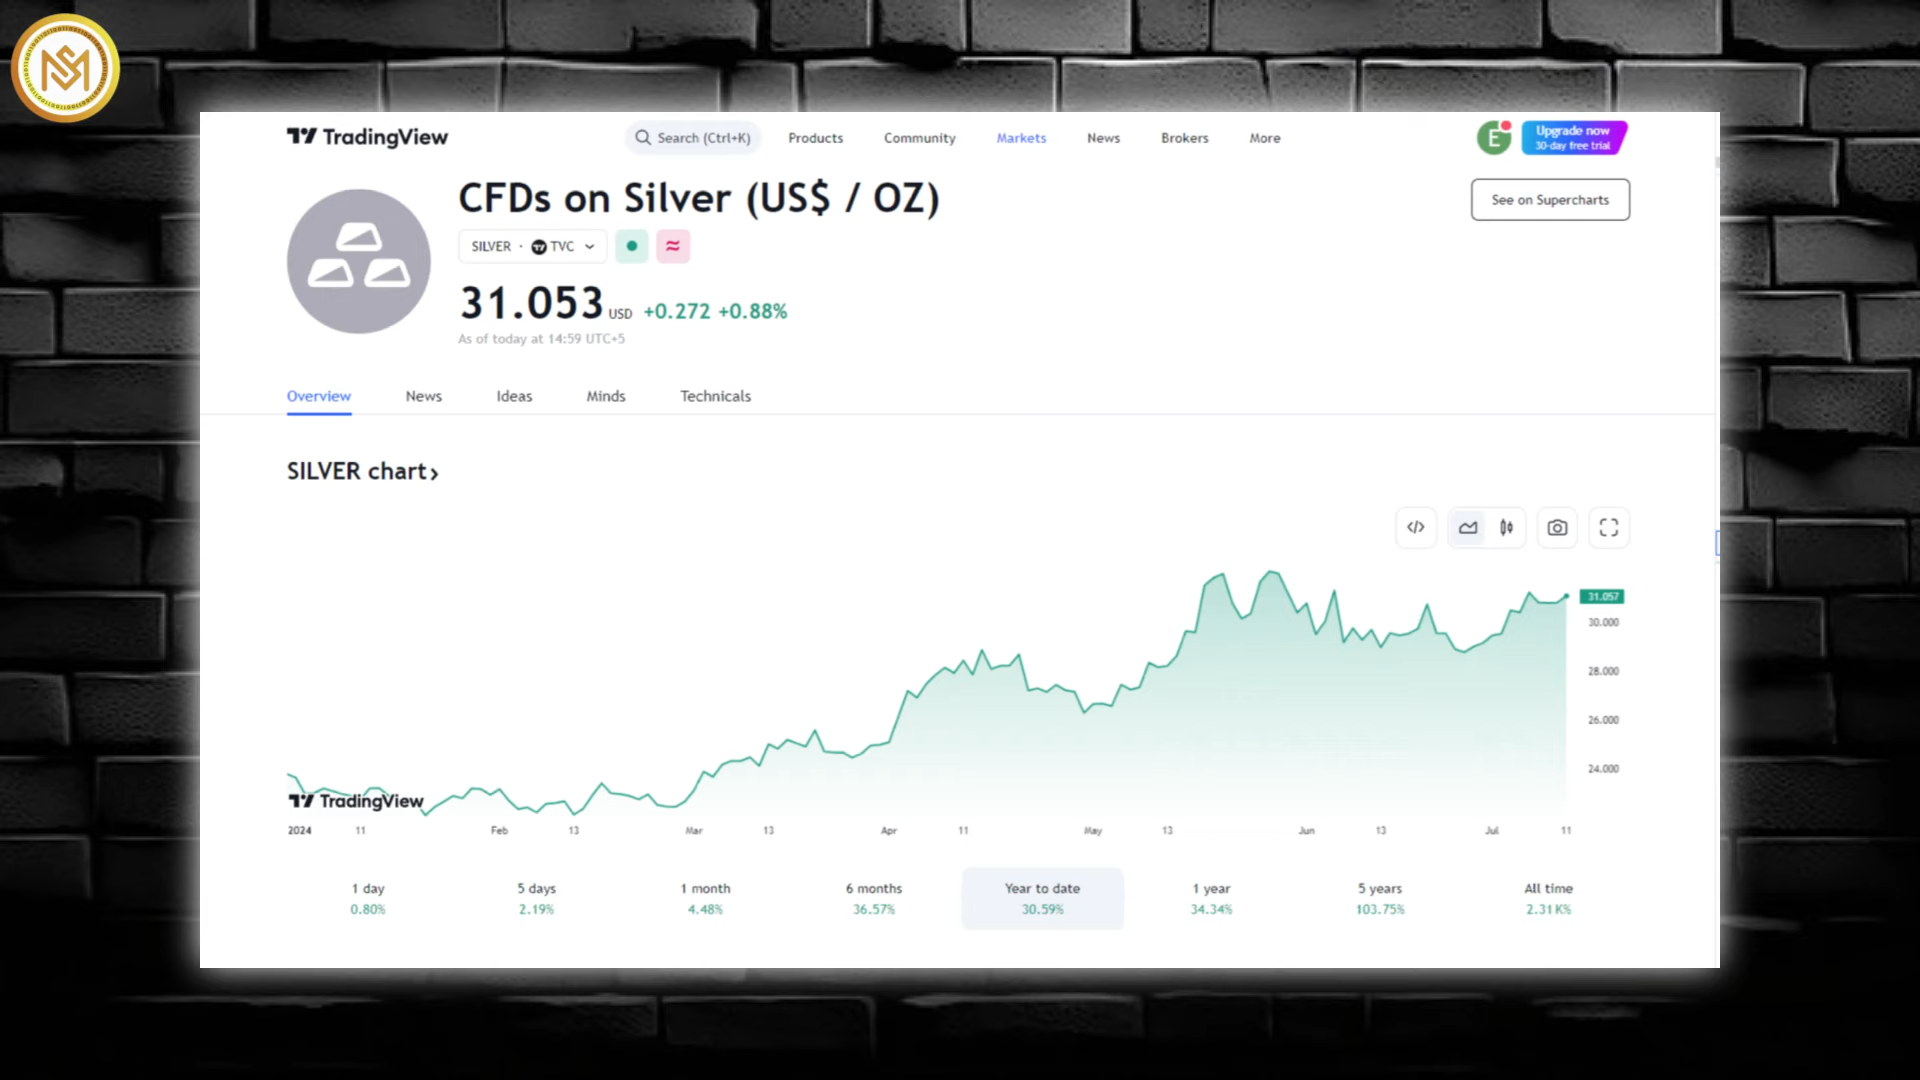 TradingView
Search (Ctrl+K)
Products
Community
Markets
News
Brokers
More
E
Upgrade now
30-day free trial
CFDs on Silver (US$ / OZ)
See on Supercharts
SILVER · TVC
31.053 USD +0.272 +0.88%
As of today at 14:59 UTC+5
Overview
News
Ideas
Minds
Technicals
SILVER chart
31.057
30.000
28.000
26.000
24.000
TradingView
2024 11 Feb 13 Mar 13 Apr 11 May 13 Jun 13 Jul 11
1 day 5 days 1 month 6 months Year to date 1 year 5 years All time
0.80% 2.19% 4.48% 36.57% 30.59% 34.34% 103.75% 2.31K%